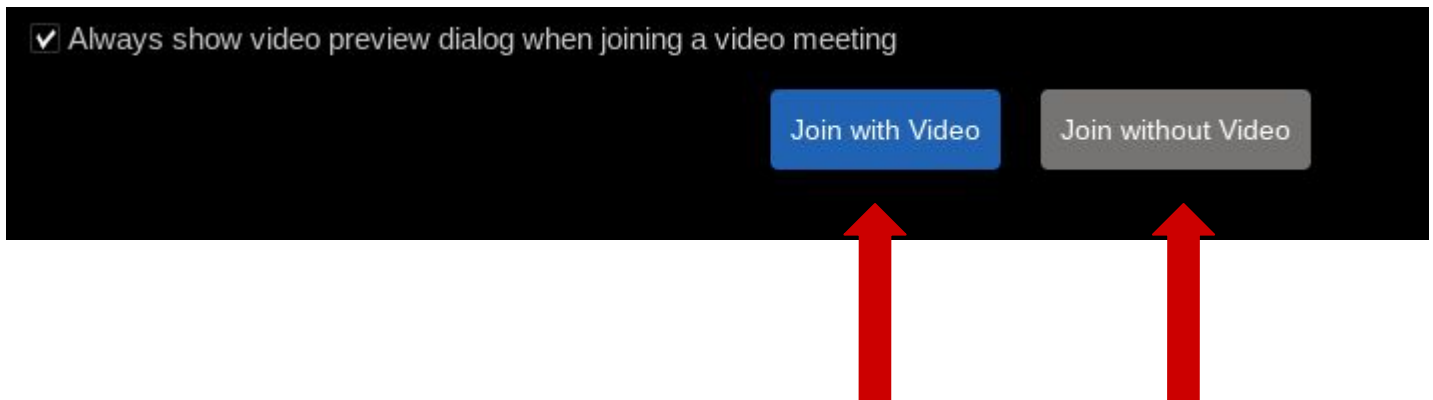 Always show video preview dialog when joining a video meeting
Join with Video
Join without Video